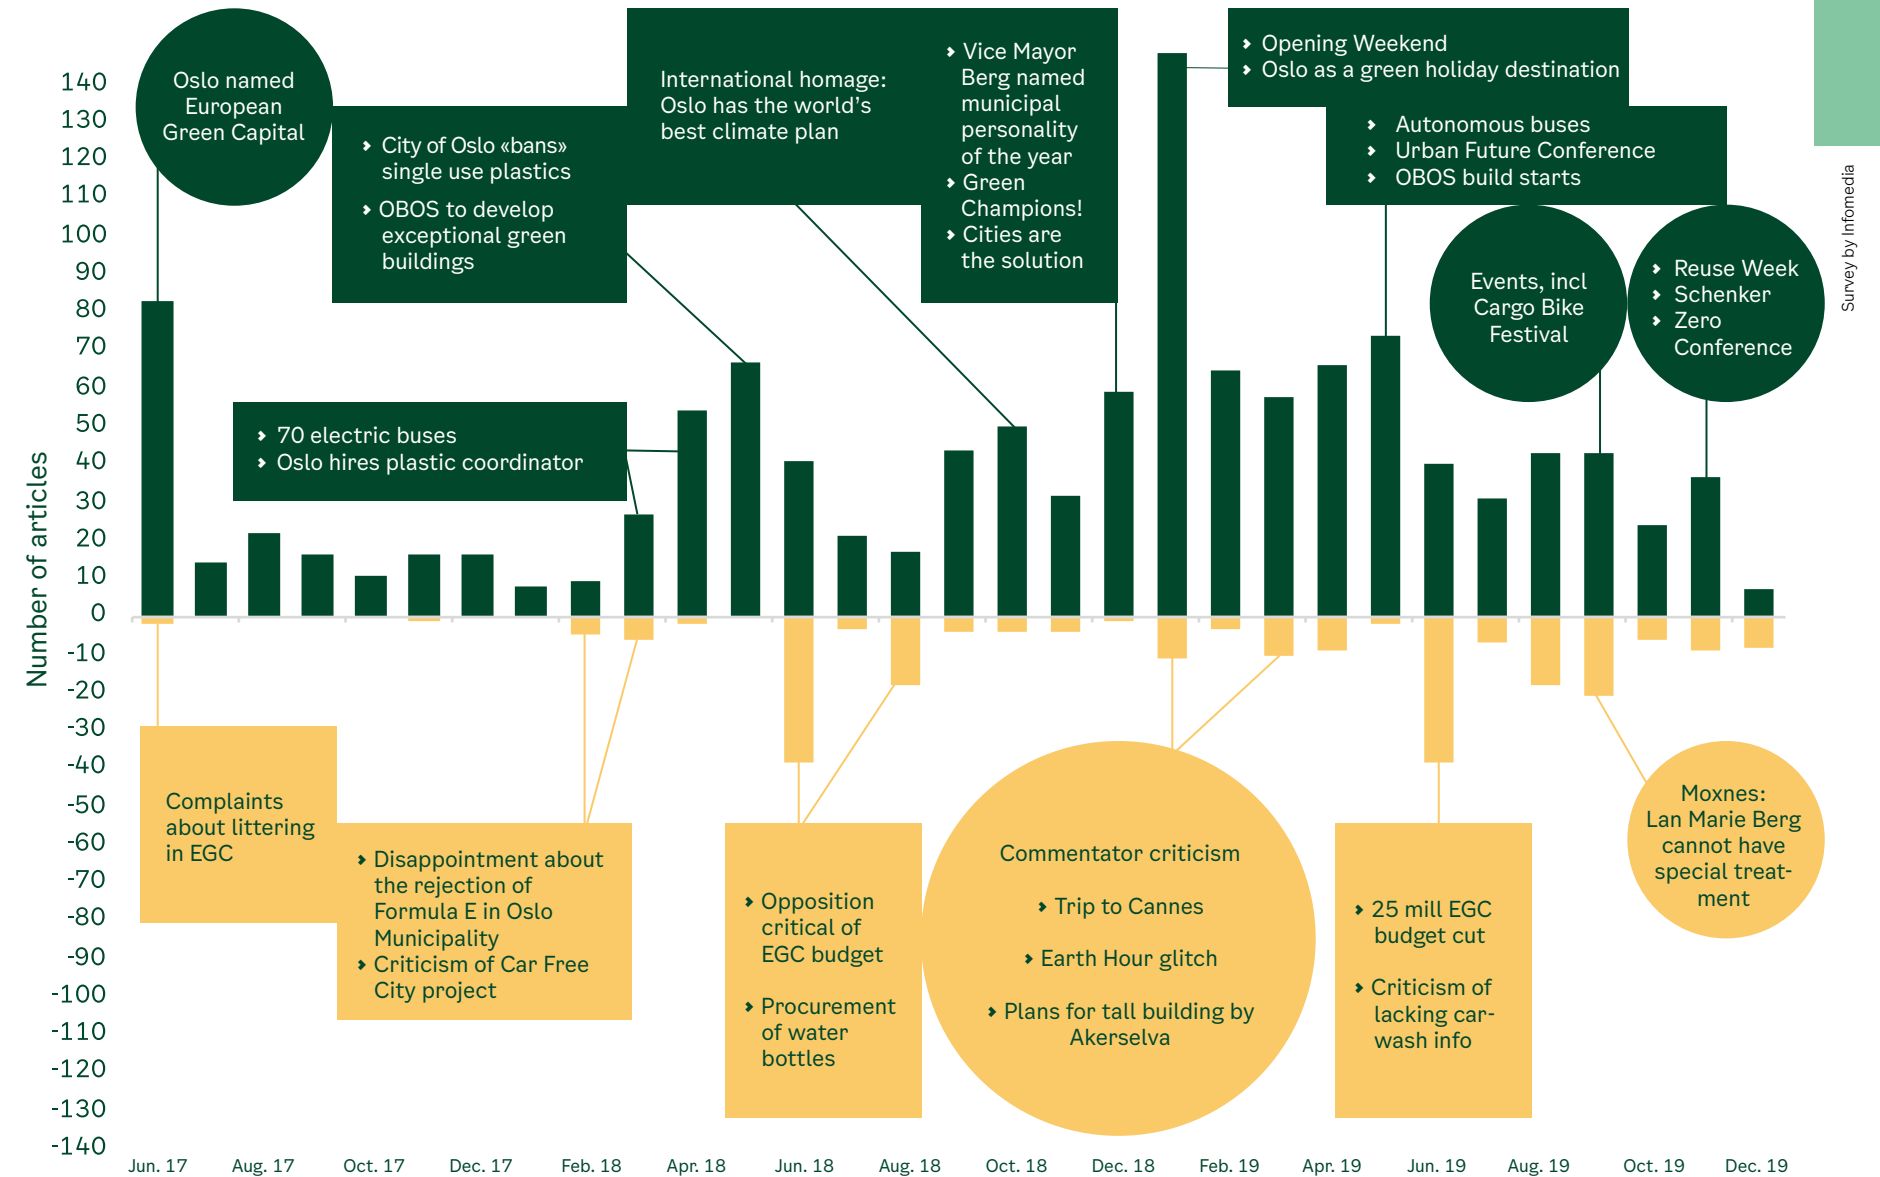 Oslo named
European
Green Capital
City of Oslo «bans»
single use plastics
OBOS to develop
exceptional green
buildings
International homage:
Oslo has the world’s
best climate plan
Vice Mayor
Berg named
municipal
personality
of the year
Green
Champions!
Cities are
the solution
Opening Weekend
Oslo as a green holiday destination
Autonomous buses
Urban Future Conference
OBOS build starts
Events, incl
Cargo Bike
Festival
Reuse Week
Schenker
Zero
Conference
Survey by Infomedia
70 electric buses
Oslo hires plastic coordinator
Number of articles
140
130
120
110
100
90
80
70
60
50
40
30
20
10
0
-10
-20
-30
-40
-50
-60
-70
-80
-90
-100
-110
-120
-130
-140
Complaints
about littering
in EGC
Disappointment about
the rejection of
Formula E in Oslo
Municipality
Criticism of Car Free
City project
Opposition
critical of
EGC budget
Procurement
of water
bottles
Commentator criticism
Trip to Cannes
Earth Hour glitch
Plans for tall building by
Akerselva
25 mill EGC
budget cut
Criticism of
lacking car-
wash info
Moxnes:
Lan Marie Berg
cannot have
special treat-
ment
Jun. 17 Aug. 17 Oct. 17 Dec. 17 Feb. 18 Apr. 18 Jun. 18 Aug. 18 Oct. 18 Dec. 18 Feb. 19 Apr. 19 Jun. 19 Aug. 19 Oct. 19 Dec. 19